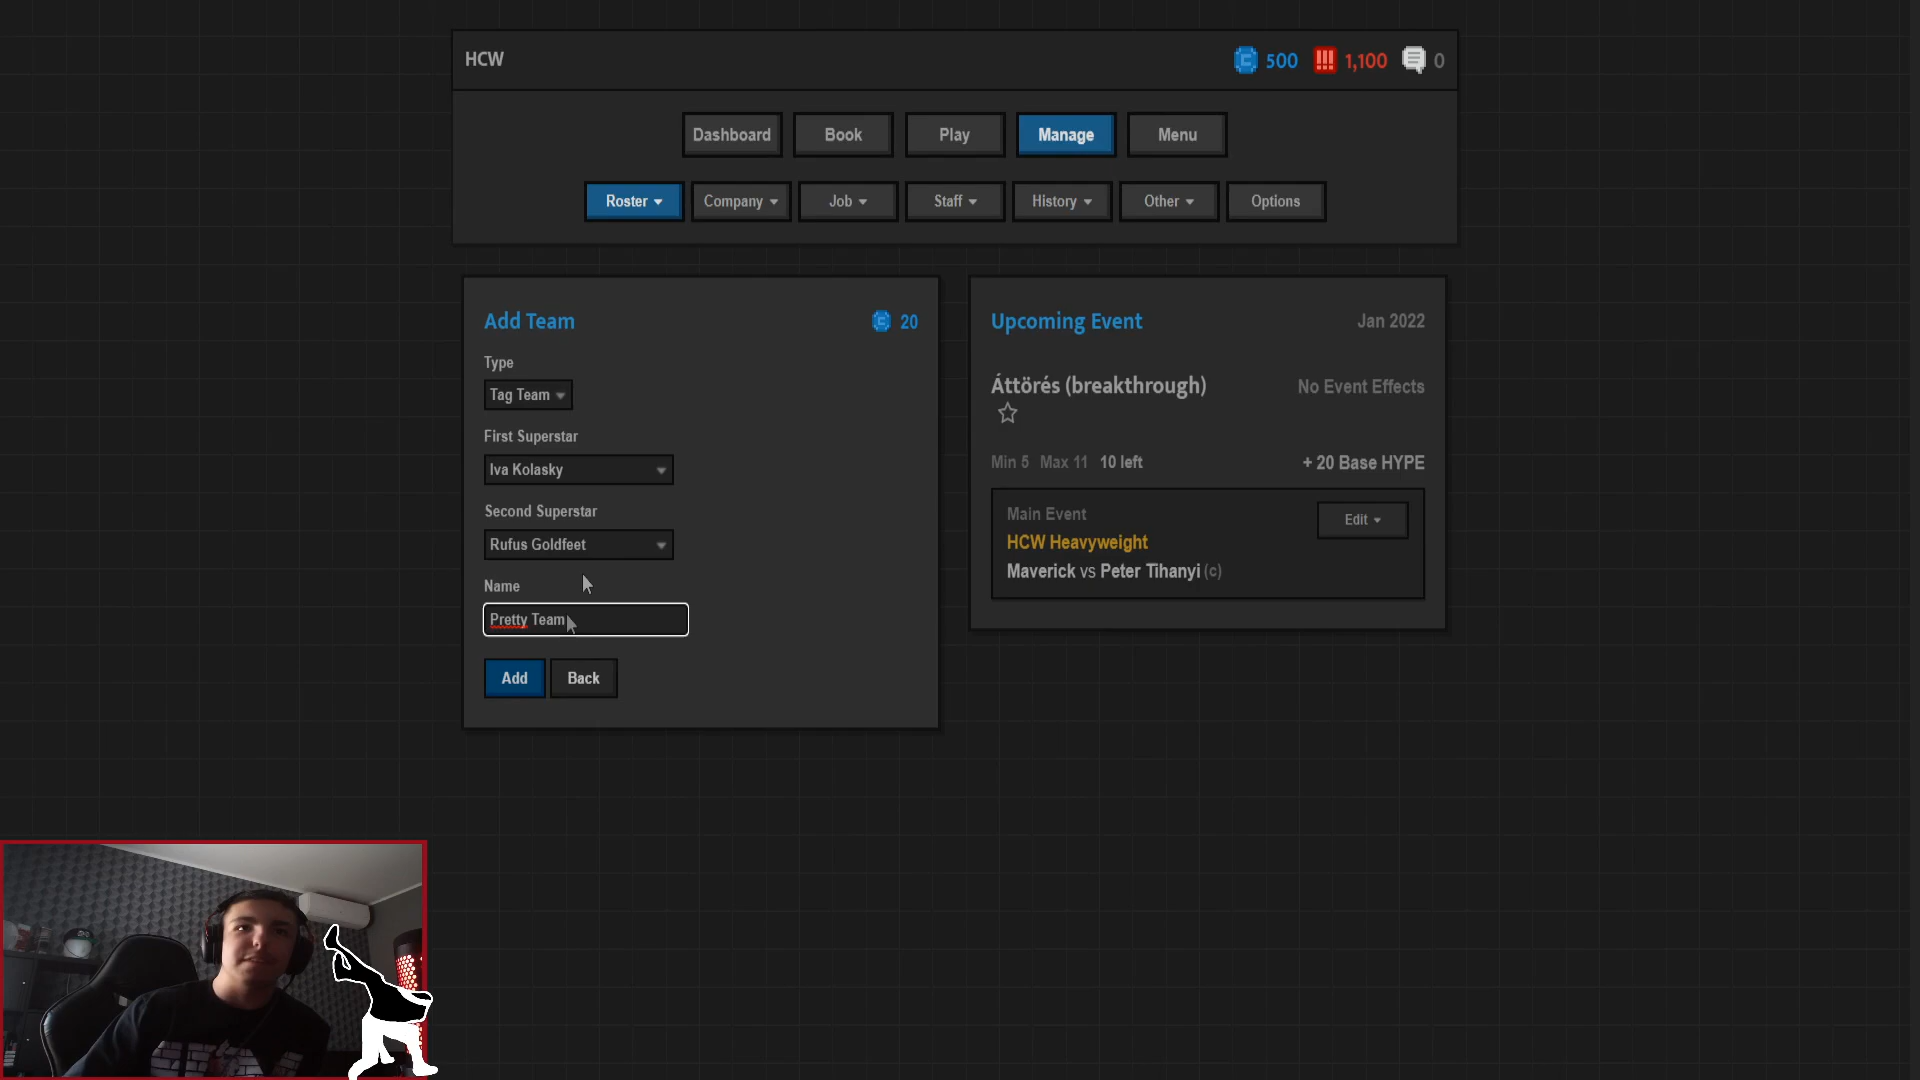 HCW
500
1,100
0
Dashboard
Book
Play
Manage
Menu
Roster
Company
Job
Staff
History
Other
Options
Add Team
20
Type
Tag Team
First Superstar
Iva Kolasky
Second Superstar
Rufus Goldfeet
Name
Pretty Team
Add
Back
Upcoming Event
Jan 2022
Áttörés (breakthrough)
No Event Effects
Min 5 Max 11 10 left
+ 20 Base HYPE
Main Event
Edit
HCW Heavyweight
Maverick vs Peter Tihanyi (c)